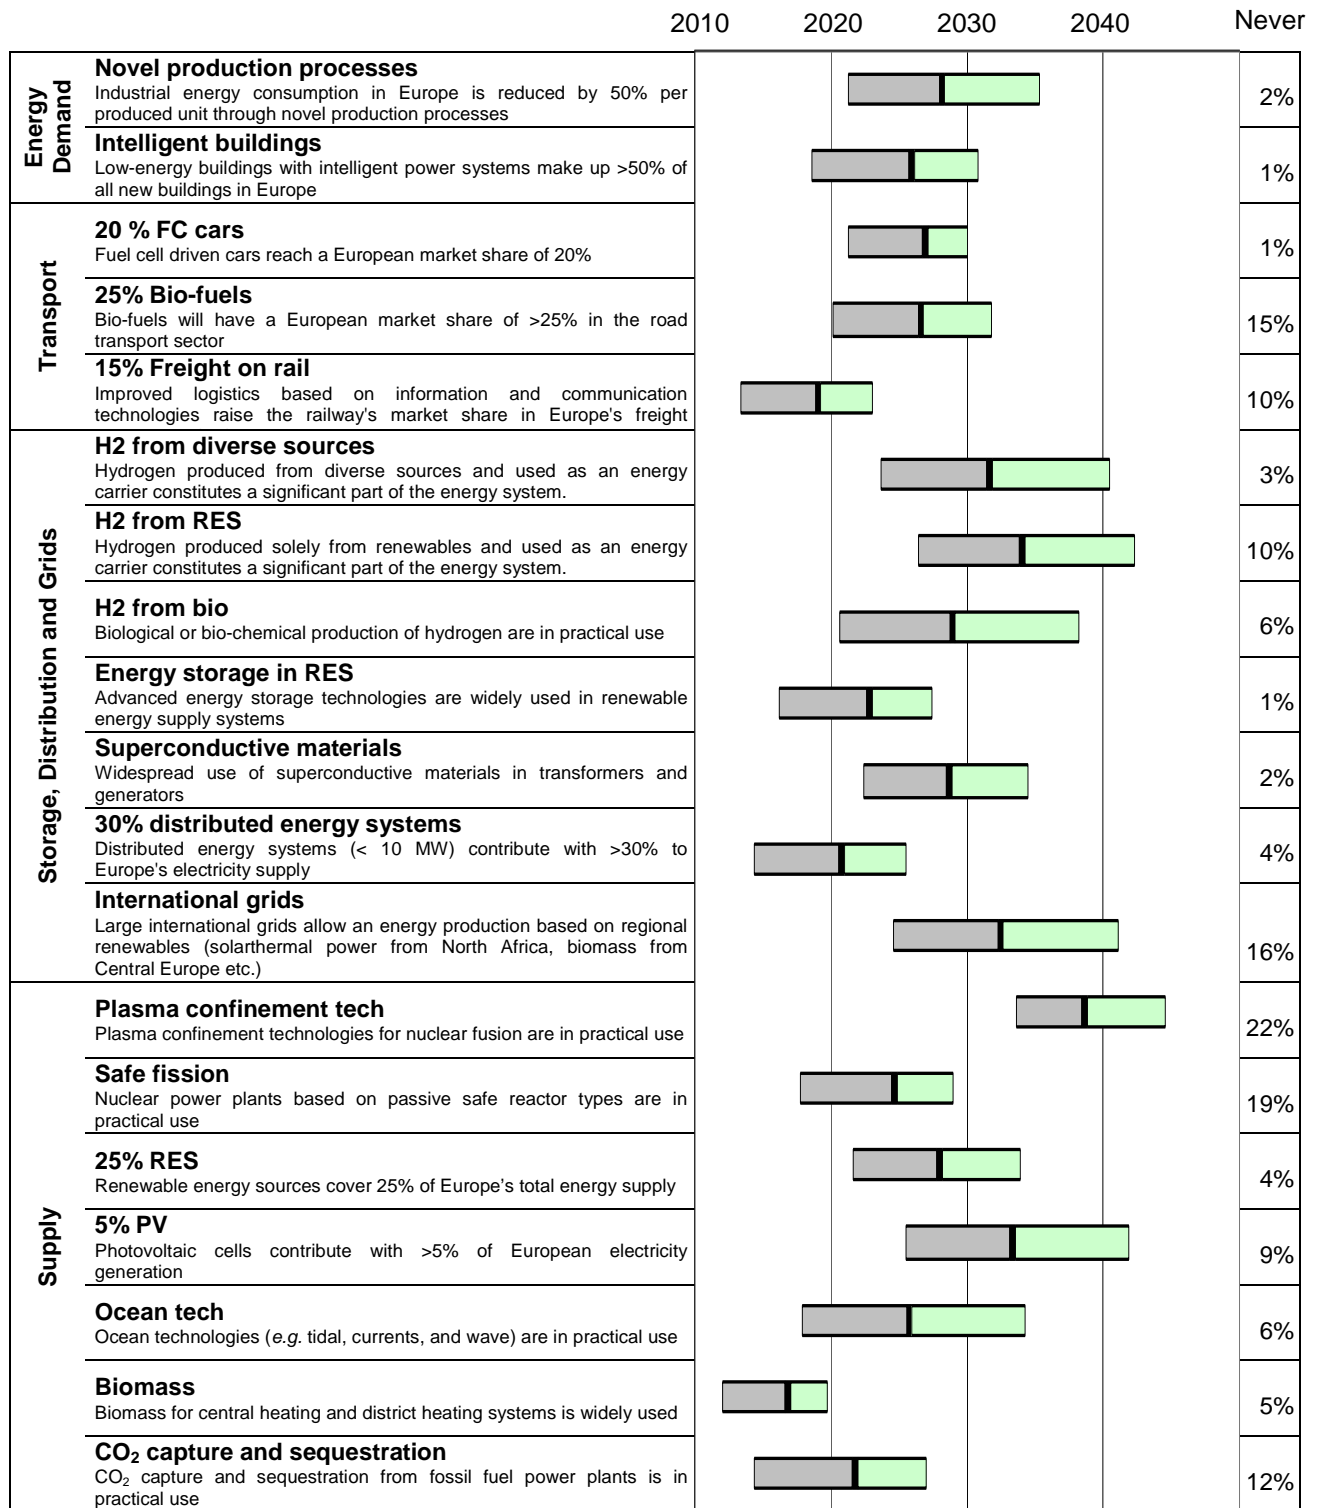 2010 2020 2030 2040 Never
Energy
Demand
Novel production processes
Industrial energy consumption in Europe is reduced by 50% per
produced unit through novel production processes
2%
Intelligent buildings
Low-energy buildings with intelligent power systems make up >50% of
all new buildings in Europe
1%
Transport
20 % FC cars
Fuel cell driven cars reach a European market share of 20%
1%
25% Bio-fuels
Bio-fuels will have a European market share of >25% in the road
transport sector
15%
15% Freight on rail
Improved logistics based on information and communication
technologies raise the railway's market share in Europe's freight
10%
Storage, Distribution and Grids
H2 from diverse sources
Hydrogen produced from diverse sources and used as an energy
carrier constitutes a significant part of the energy system.
3%
H2 from RES
Hydrogen produced solely from renewables and used as an energy
carrier constitutes a significant part of the energy system.
10%
H2 from bio
Biological or bio-chemical production of hydrogen are in practical use
6%
Energy storage in RES
Advanced energy storage technologies are widely used in renewable
energy supply systems
1%
Superconductive materials
Widespread use of superconductive materials in transformers and
generators
2%
30% distributed energy systems
Distributed energy systems (< 10 MW) contribute with >30% to
Europe's electricity supply
4%
International grids
Large international grids allow an energy production based on regional
renewables (solarthermal power from North Africa, biomass from
Central Europe etc.)
16%
Supply
Plasma confinement tech
Plasma confinement technologies for nuclear fusion are in practical use
22%
Safe fission
Nuclear power plants based on passive safe reactor types are in
practical use
19%
25% RES
Renewable energy sources cover 25% of Europe's total energy supply
4%
5% PV
Photovoltaic cells contribute with >5% of European electricity
generation
9%
Ocean tech
Ocean technologies (e.g. tidal, currents, and wave) are in practical use
6%
Biomass
Biomass for central heating and district heating systems is widely used
5%
CO₂ capture and sequestration
CO₂ capture and sequestration from fossil fuel power plants is in
practical use
12%